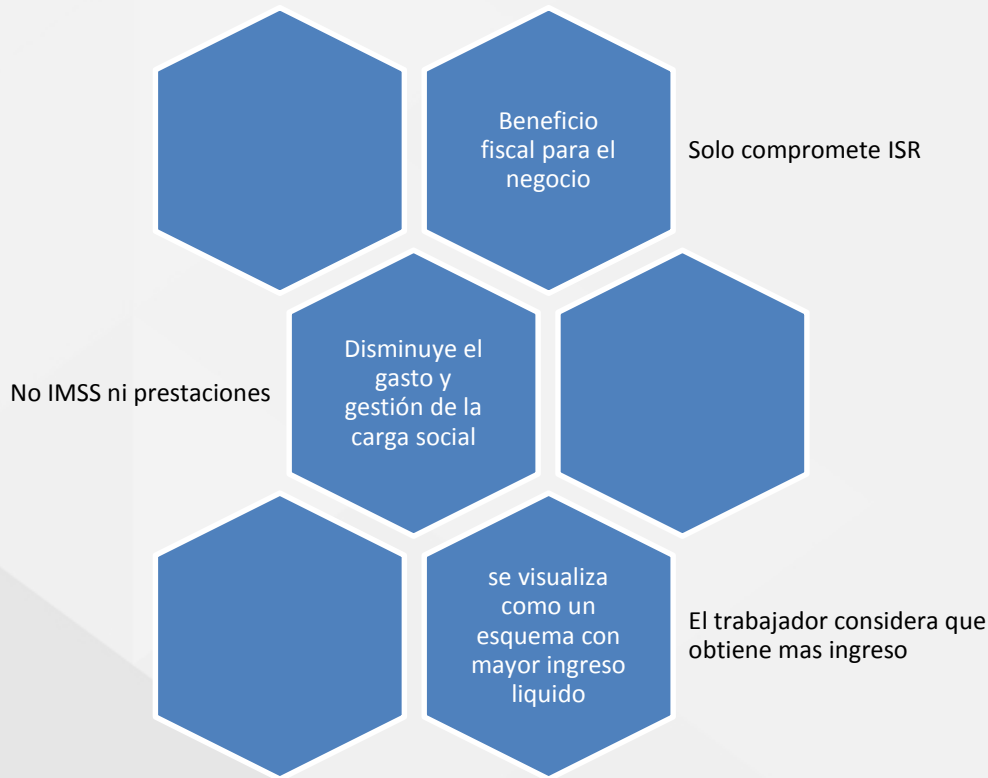 Beneficio
fiscal para el
negocio
Solo compromete ISR
No IMSS ni prestaciones
Disminuye el
gasto y
gestión de la
carga social
se visualiza
como un
esquema con
mayor ingreso
liquido
El trabajador considera que
obtiene mas ingreso